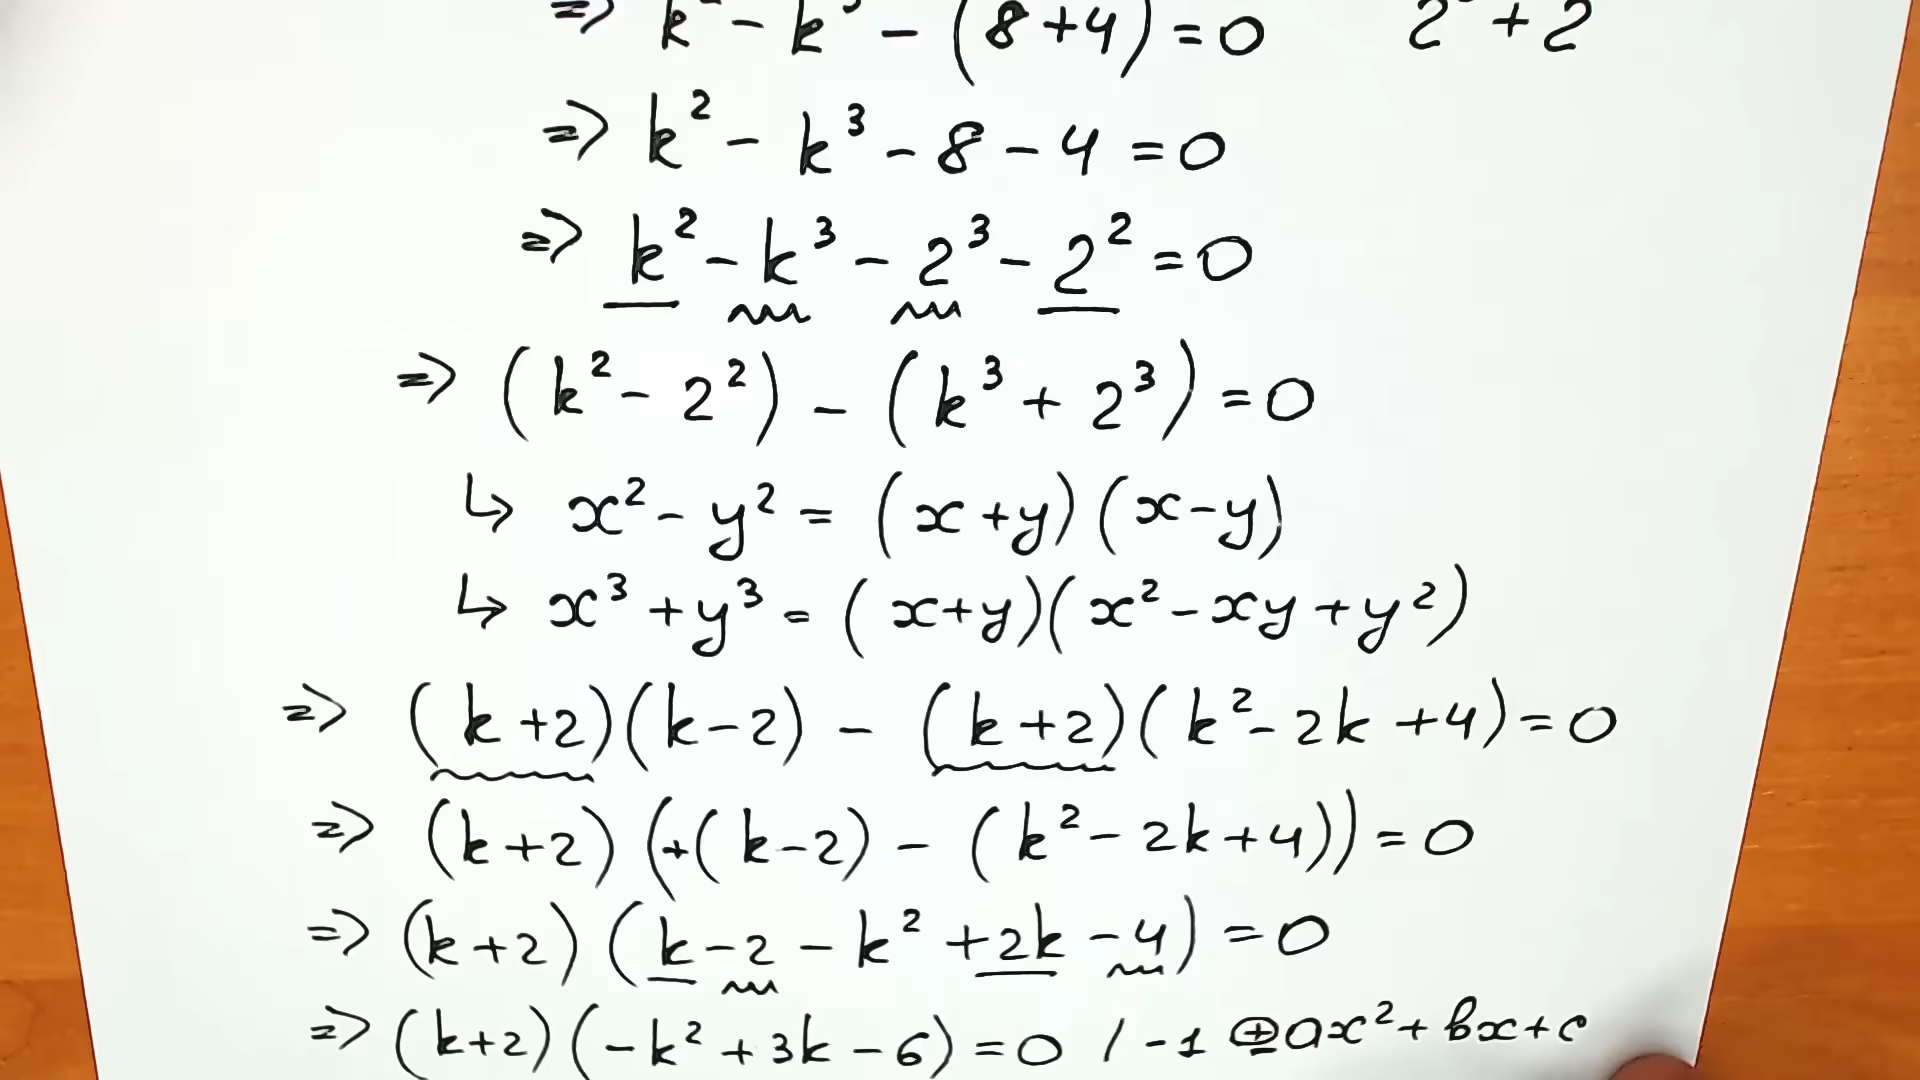 => k² - k³ - (8+4) = 0 2³ + 2
=> k² - k³ - 8 - 4 = 0
=> k² - k³ - 2³ - 2² = 0
=> (k² - 2²) - (k³ + 2³) = 0
↳ x² - y² = (x+y)(x-y)
↳ x³ + y³ = (x+y)(x² - xy + y²)
=> (k+2)(k-2) - (k+2)(k² - 2k + 4) = 0
=> (k+2)(+(k-2) - (k² - 2k + 4)) = 0
=> (k+2)(k - 2 - k² + 2k - 4) = 0
=> (k+2)(-k² + 3k - 6) = 0 / -1 ⊕ax² + bx + c